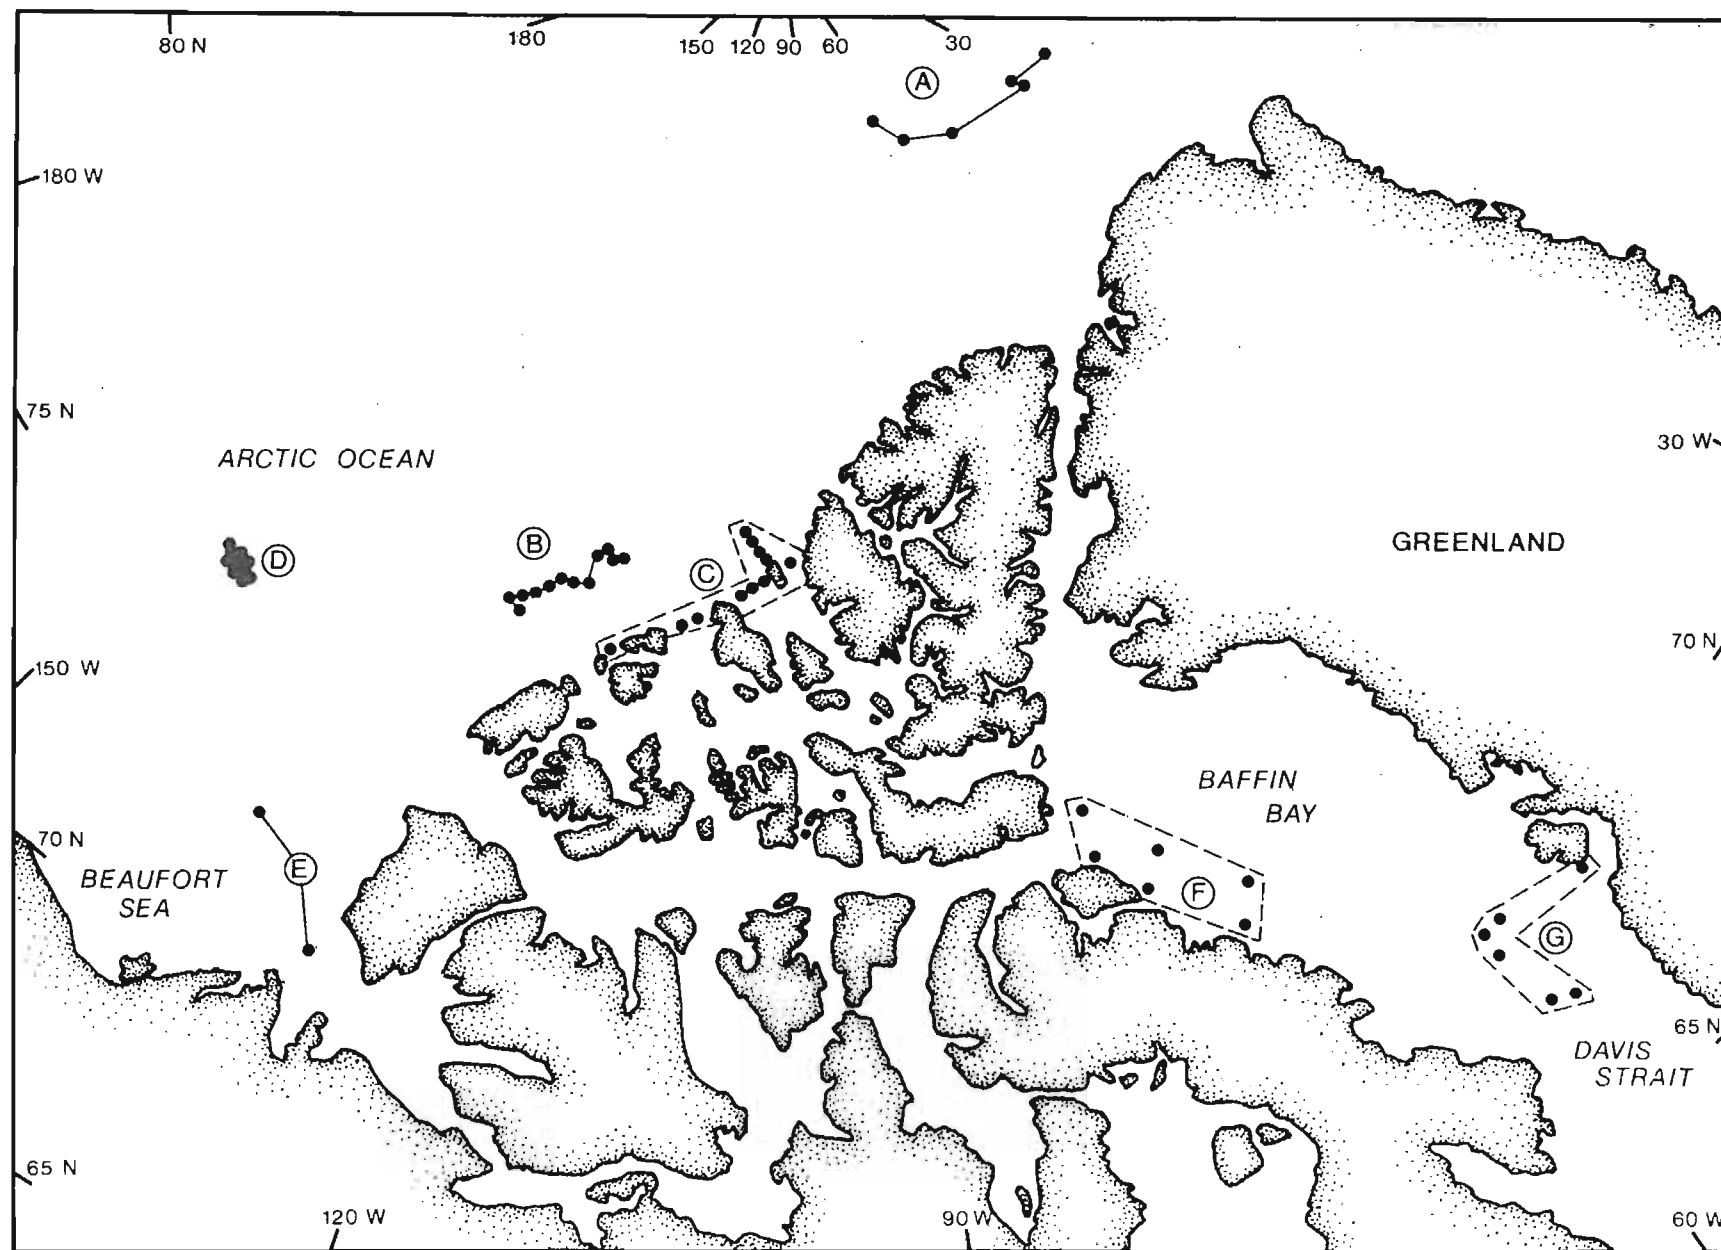 80 N
180
150
120
90
60
30
A
180 W
75 N
ARCTIC OCEAN
30 W
B
D
C
GREENLAND
150 W
70 N
BAFFIN
BAY
70 N
E
BEAUFORT
SEA
F
G
65 N
DAVIS
STRAIT
65 N
120 W
90 W
60 W